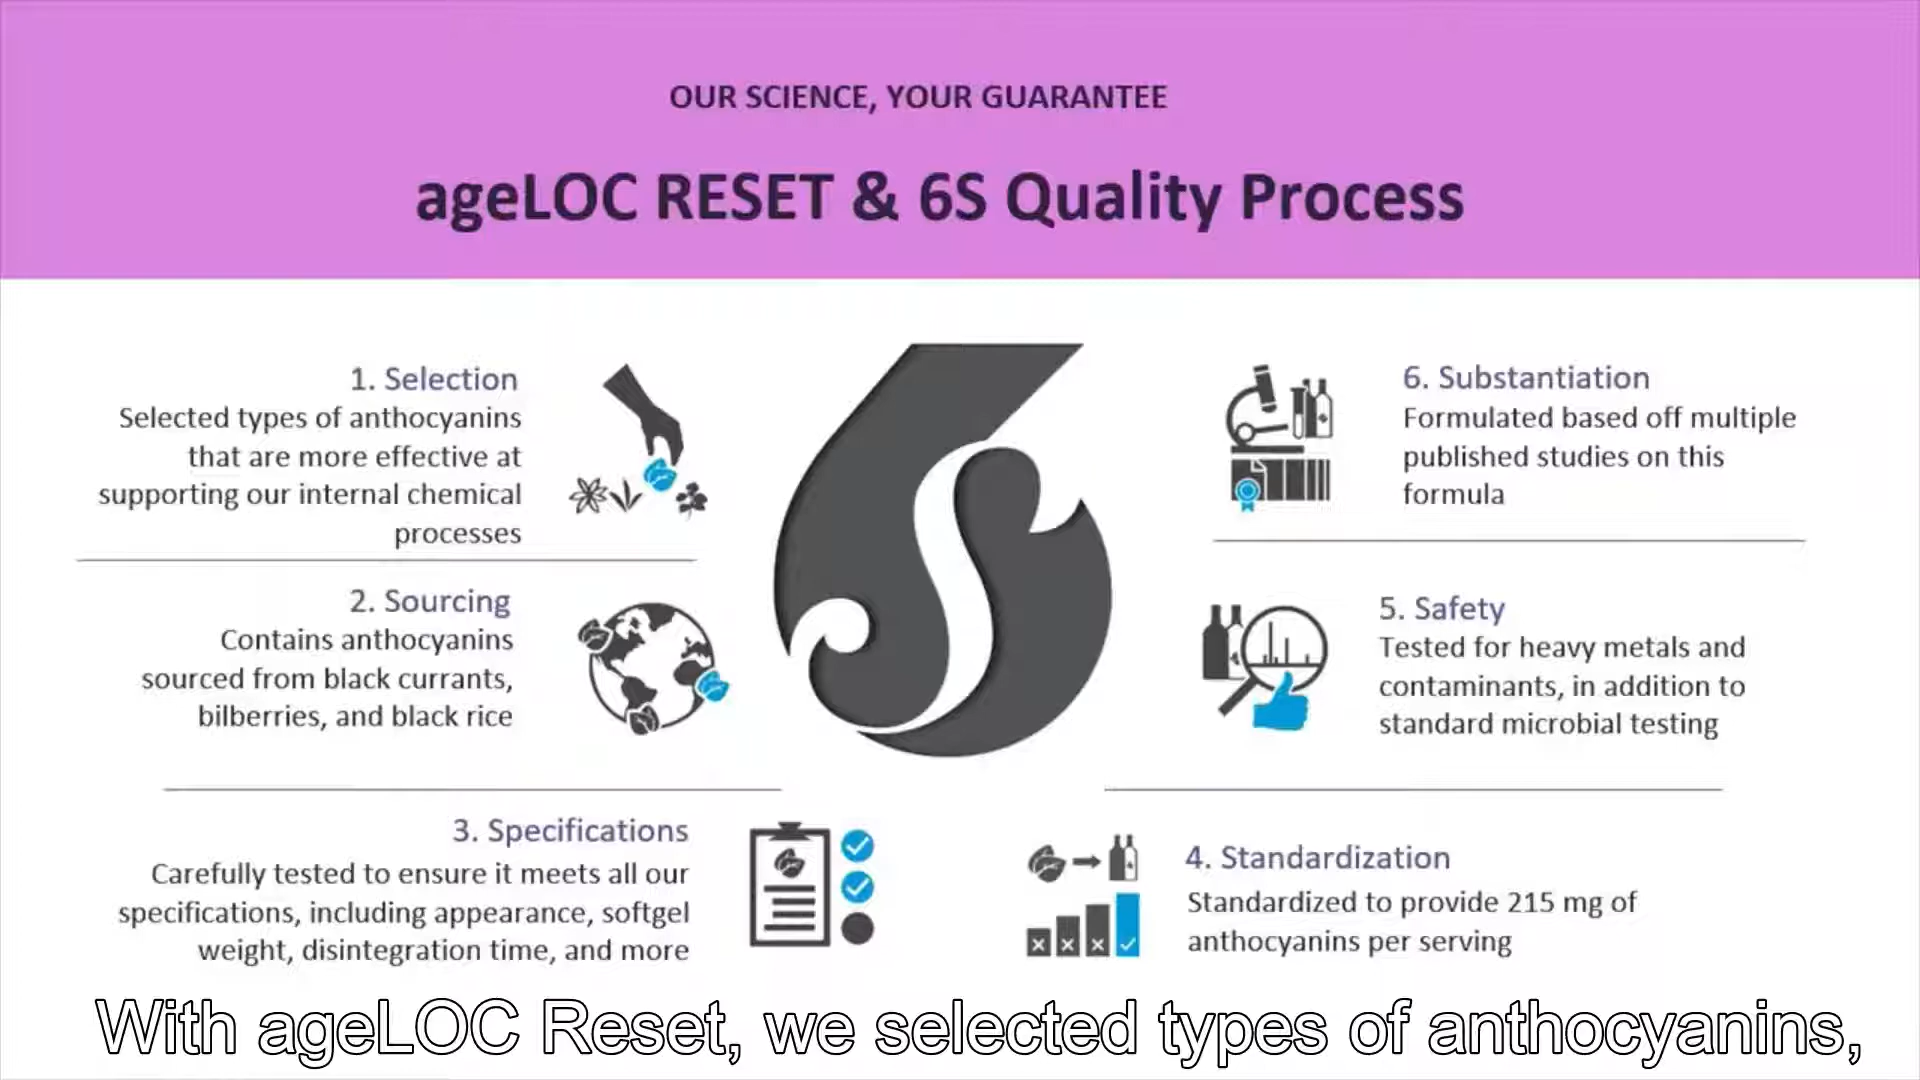 OUR SCIENCE, YOUR GUARANTEE
ageLOC RESET & 6S Quality Process
1. Selection
Selected types of anthocyanins
that are more effective at
supporting our internal chemical
processes
2. Sourcing
Contains anthocyanins
sourced from black currants,
bilberries, and black rice
3. Specifications
Carefully tested to ensure it meets all our
specifications, including appearance, softgel
weight, disintegration time, and more
6S
6. Substantiation
Formulated based off multiple
published studies on this
formula
5. Safety
Tested for heavy metals and
contaminants, in addition to
standard microbial testing
4. Standardization
Standardized to provide 215 mg of
anthocyanins per serving
With ageLOC Reset, we selected types of anthocyanins,